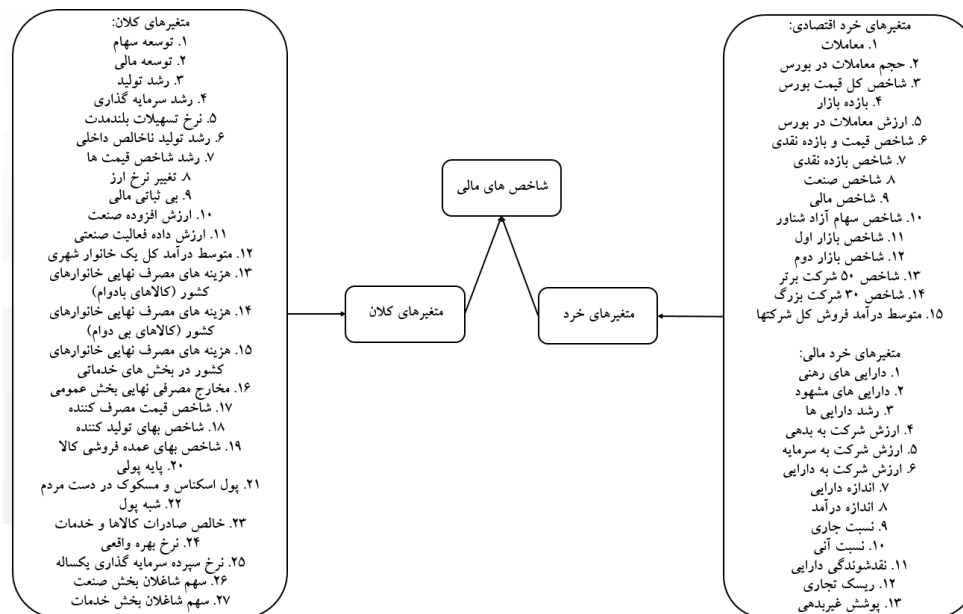 متغیرهای خرد اقتصادی:
۱. معاملات
۲. حجم معاملات در بورس
۳. شاخص کل قیمت بورس
۴. بازده بازار
۵. ارزش معاملات در بورس
۶. شاخص قیمت و بازده نقدی
۷. شاخص بازده نقدی
۸. شاخص صنعت
۹. شاخص مالی
۱۰. شاخص سهام آزاد شناور
۱۱. شاخص بازار اول
۱۲. شاخص بازار دوم
۱۳. شاخص ۵۰ شرکت برتر
۱۴. شاخص ۳۰ شرکت بزرگ
۱۵. متوسط درآمد فروش کل شرکتها
متغیرهای خرد مالی:
۱. دارایی های رهنی
۲. دارایی های مشهود
۳. رشد دارایی ها
۴. ارزش شرکت به بدهی
۵. ارزش شرکت به سرمایه
۶. ارزش شرکت به دارایی
۷. اندازه دارایی
۸. اندازه درآمد
۹. نسبت جاری
۱۰. نسبت آنی
۱۱. نقدشوندگی دارایی
۱۲. ریسک تجاری
۱۳. پوشش غیربدهی
شاخص های مالی
متغیرهای خرد
متغیرهای کلان
متغیرهای کلان:
۱. توسعه سهام
۲. توسعه مالی
۳. رشد تولید
۴. رشد سرمایه گذاری
۵. نرخ تسهیلات بلندمدت
۶. رشد تولید ناخالص داخلی
۷. رشد شاخص قیمت ها
۸. تغییر نرخ ارز
۹. بی ثباتی مالی
۱۰. ارزش افزوده صنعت
۱۱. ارزش داده فعالیت صنعتی
۱۲. متوسط درآمد کل یک خانوار شهری
۱۳. هزینه های مصرف نهایی خانوارهای
کشور (کالاهای بادوام)
۱۴. هزینه های مصرف نهایی خانوارهای
کشور (کالاهای بی دوام)
۱۵. هزینه های مصرف نهایی خانوارهای
کشور در بخش های خدماتی
۱۶. مخارج مصرفی نهایی بخش عمومی
۱۷. شاخص قیمت مصرف کننده
۱۸. شاخص بهای تولید کننده
۱۹. شاخص بهای عمده فروشی کالا
۲۰. پایه پولی
۲۱. پول اسکناس و مسکوک در دست مردم
۲۲. شبه پول
۲۳. خالص صادرات کالاها و خدمات
۲۴. نرخ بهره واقعی
۲۵. نرخ سپرده سرمایه گذاری یکساله
۲۶. سهم شاغلان بخش صنعت
۲۷. سهم شاغلان بخش خدمات